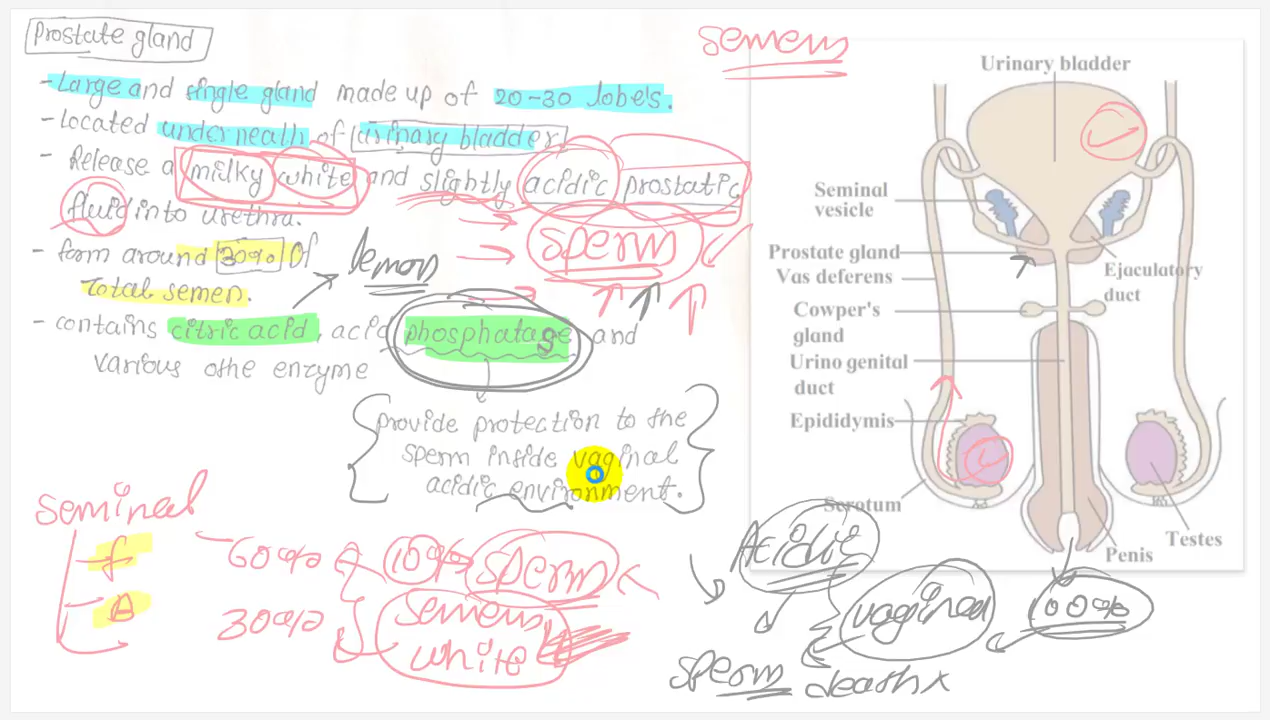 Prostate gland
- Large and single gland made up of 20-30 lobels.
- Located underneath of urinary bladder
- Release a milky white and slightly acidic prostatic
fluid into urethra.
- form around 30% of
Total semen.
- contains citric acid, acid phosphatase and
various othe enzyme
provide protection to the
sperm inside vaginal
acidic environment.
lemon
sperm
semens
Urinary bladder
Seminal
vesicle
Prostate gland
Vas deferens
Ejaculatory
duct
Cowper's
gland
Urino genital
duct
Epididymis
Scrotum
Testes
Penis
seminal
f 60% 10% sperm
A 30% semens
white
Acidic
vagined 100%
sperm death x